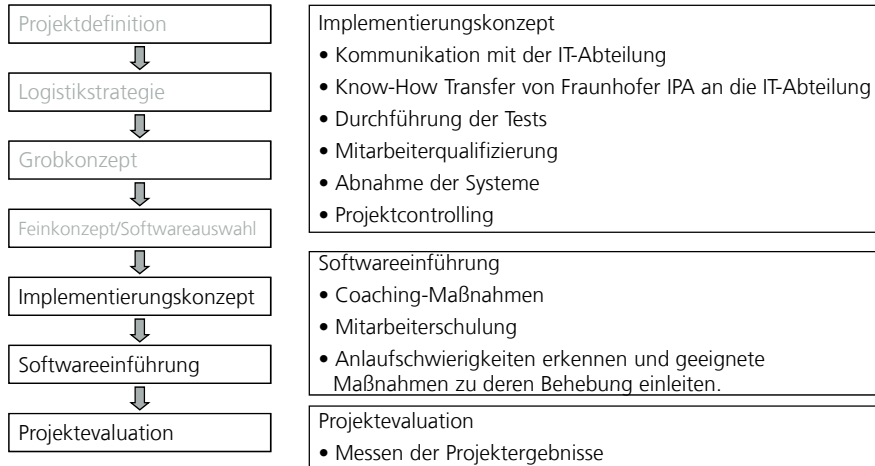 Projektdefinition
Logistikstrategie
Grobkonzept
Feinkonzept/Softwareauswahl
Implementierungskonzept
Softwareeinführung
Projektevaluation
Implementierungskonzept
• Kommunikation mit der IT-Abteilung
• Know-How Transfer von Fraunhofer IPA an die IT-Abteilung
• Durchführung der Tests
• Mitarbeiterqualifizierung
• Abnahme der Systeme
• Projektcontrolling
Softwareeinführung
• Coaching-Maßnahmen
• Mitarbeiterschulung
• Anlaufschwierigkeiten erkennen und geeignete
Maßnahmen zu deren Behebung einleiten.
Projektevaluation
• Messen der Projektergebnisse